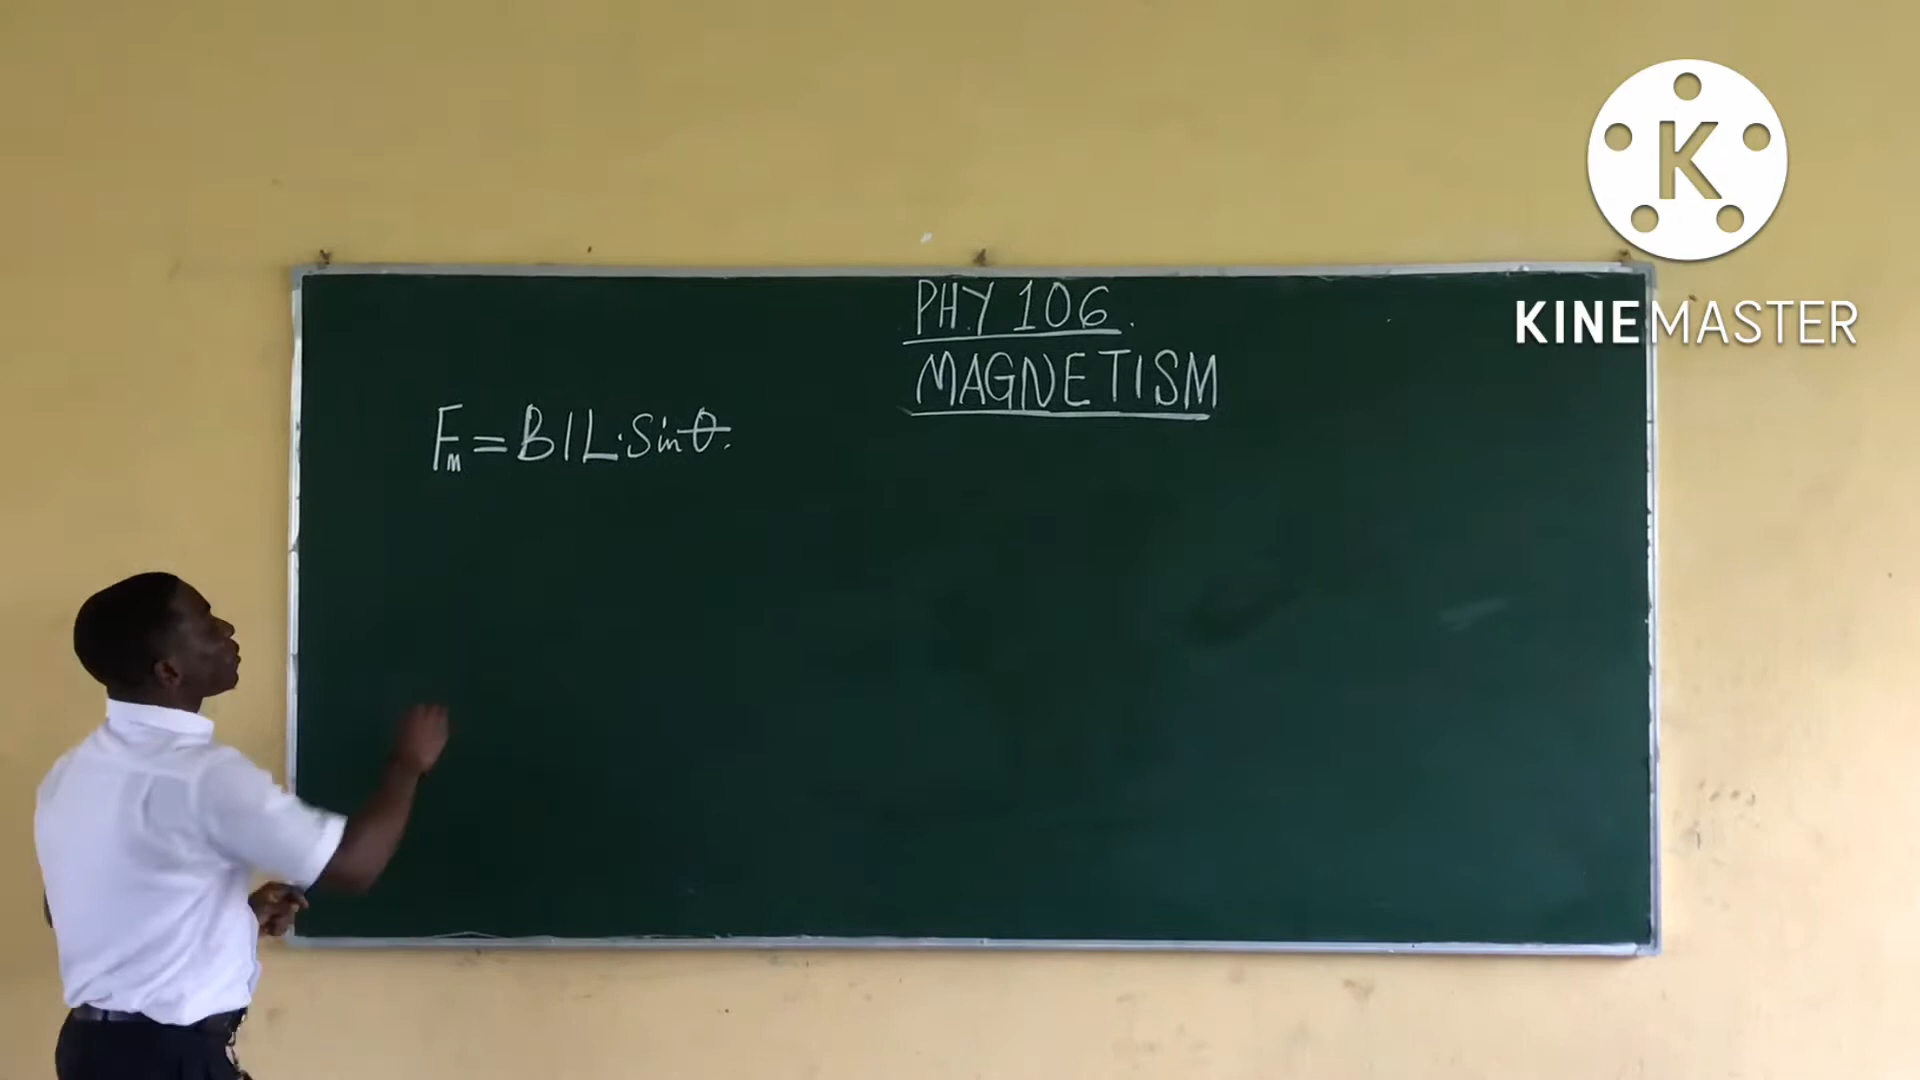 PHY 106.
MAGNETISM
Fₘ = BIL·Sinθ.
K
KINEMASTER